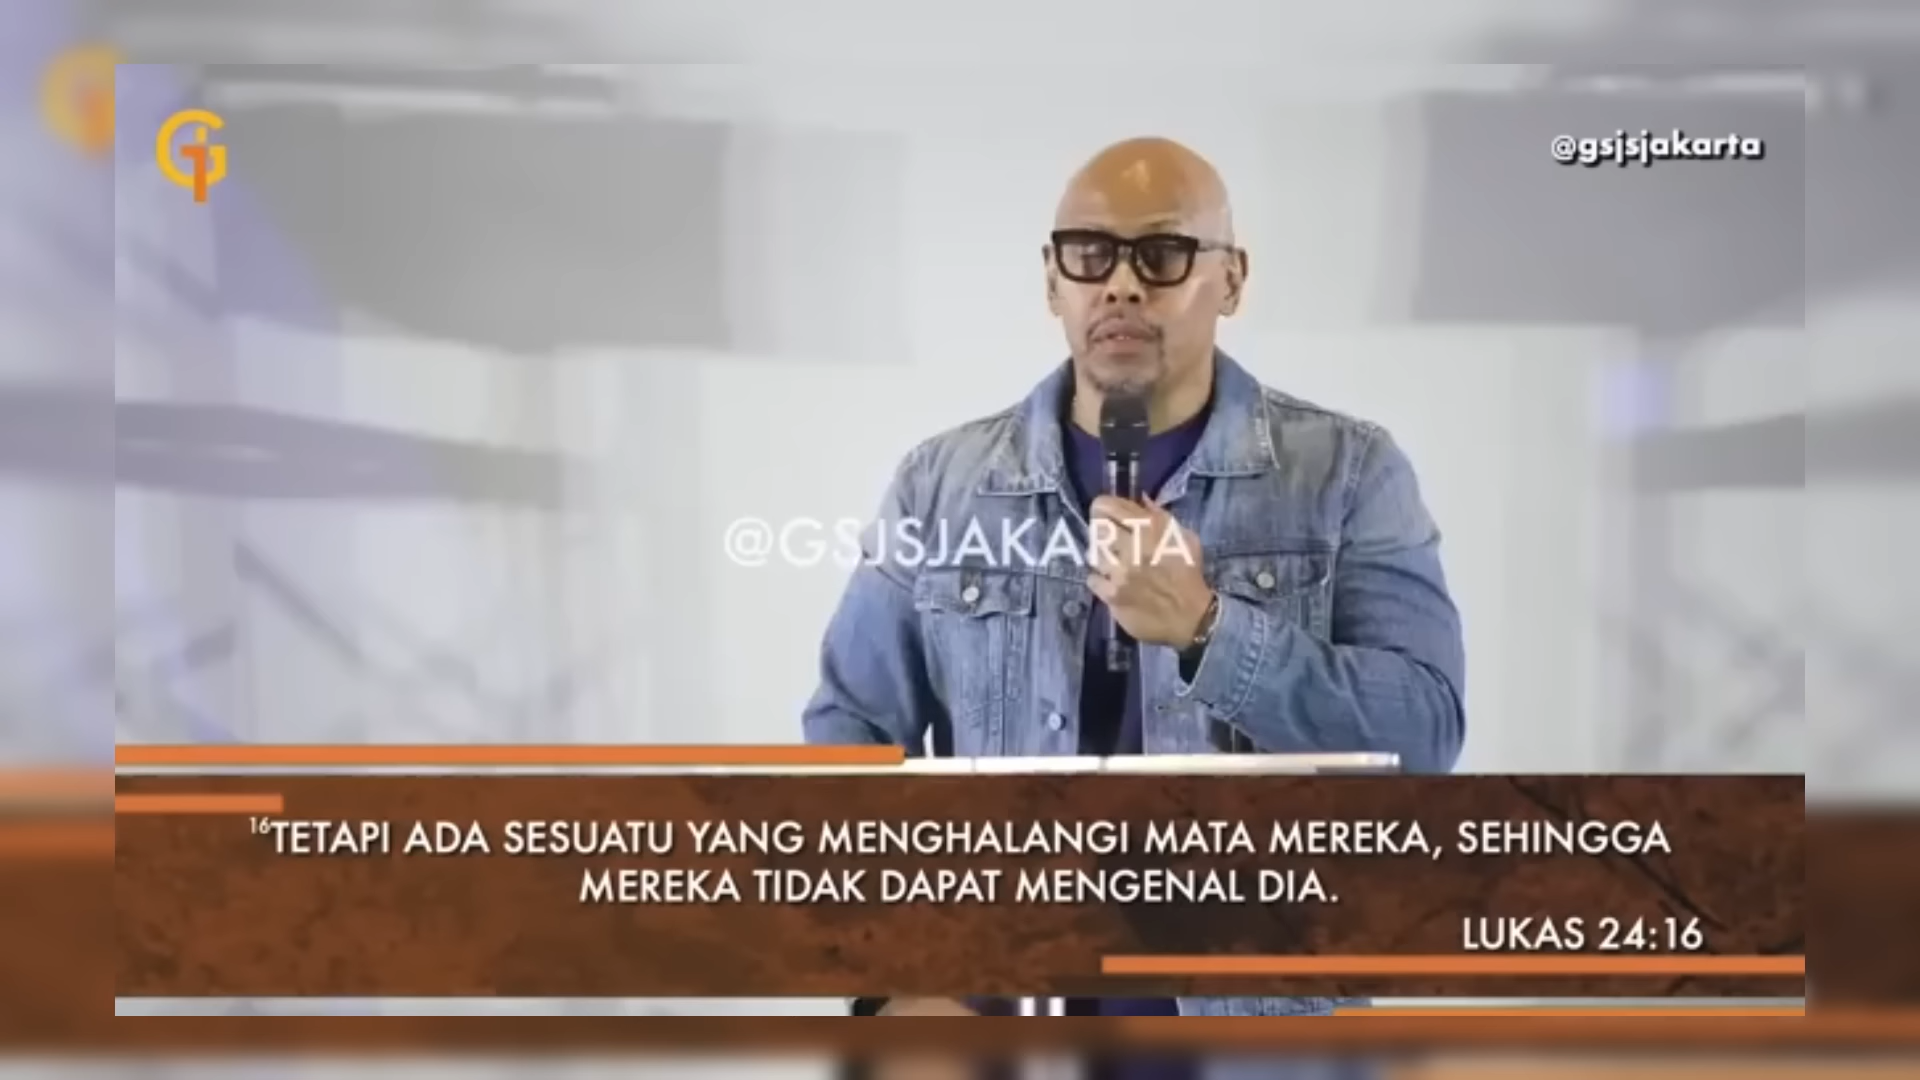 @gsjsjakarta
@GSJSJAKARTA
¹⁶TETAPI ADA SESUATU YANG MENGHALANGI MATA MEREKA, SEHINGGA
MEREKA TIDAK DAPAT MENGENAL DIA.
LUKAS 24:16